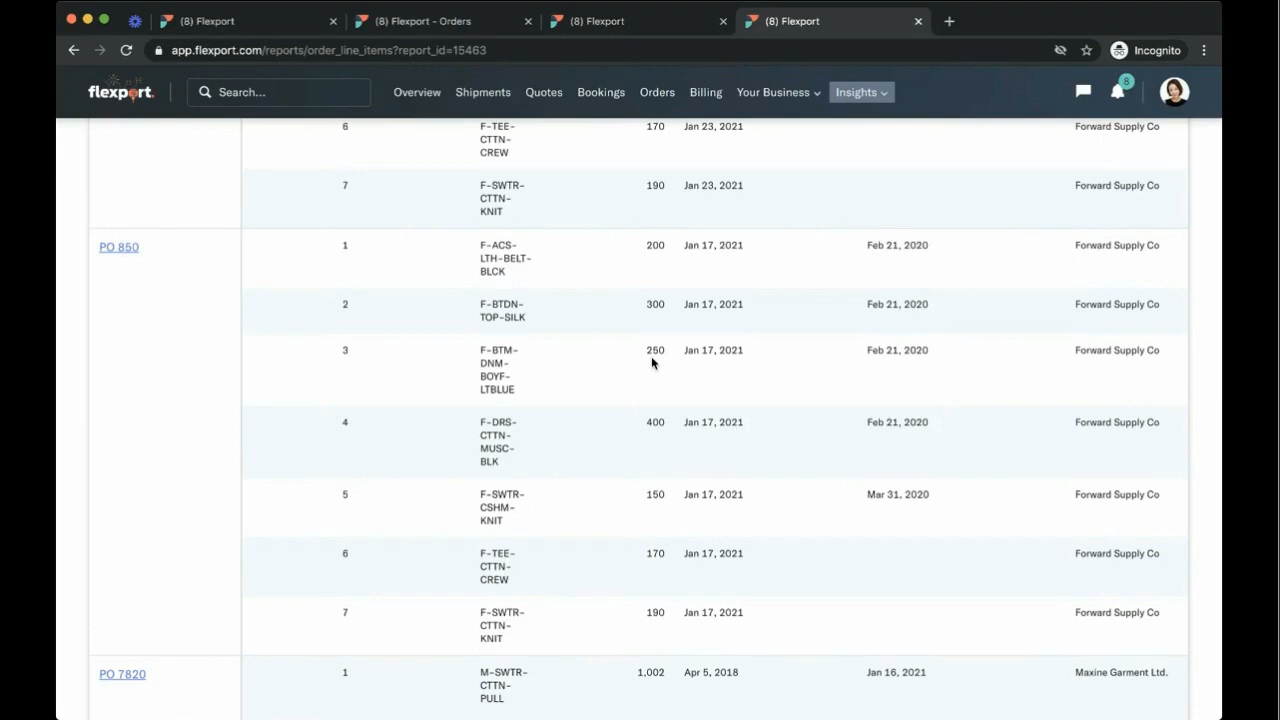 (8) Flexport
(8) Flexport - Orders
(8) Flexport
(8) Flexport
app.flexport.com/reports/order_line_items?report_id=15463
Incognito
flexport.
Search...
Overview
Shipments
Quotes
Bookings
Orders
Billing
Your Business
Insights
8
6 F-TEE- 170 Jan 23, 2021 Forward Supply Co
CTTN-
CREW
7 F-SWTR- 190 Jan 23, 2021 Forward Supply Co
CTTN-
KNIT
PO 850 1 F-ACS- 200 Jan 17, 2021 Feb 21, 2020 Forward Supply Co
LTH-BELT-
BLCK
2 F-BTDN- 300 Jan 17, 2021 Feb 21, 2020 Forward Supply Co
TOP-SILK
3 F-BTM- 250 Jan 17, 2021 Feb 21, 2020 Forward Supply Co
DNM-
BOYF-
LTBLUE
4 F-DRS- 400 Jan 17, 2021 Feb 21, 2020 Forward Supply Co
CTTN-
MUSC-
BLK
5 F-SWTR- 150 Jan 17, 2021 Mar 31, 2020 Forward Supply Co
CSHM-
KNIT
6 F-TEE- 170 Jan 17, 2021 Forward Supply Co
CTTN-
CREW
7 F-SWTR- 190 Jan 17, 2021 Forward Supply Co
CTTN-
KNIT
PO 7820 1 M-SWTR- 1,002 Apr 5, 2018 Jan 16, 2021 Maxine Garment Ltd.
CTTN-
PULL